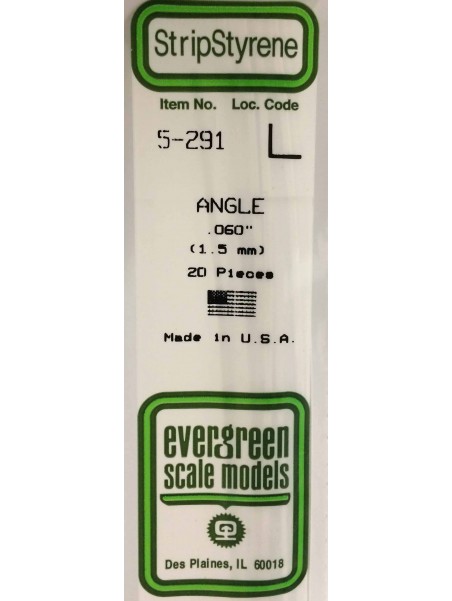 StripStyrene
Item No. Loc. Code
5-291 L
ANGLE
.060"
(1.5 mm)
20 Pieces
Made in U.S.A.
evergreen
scale models
Des Plaines, IL 60018